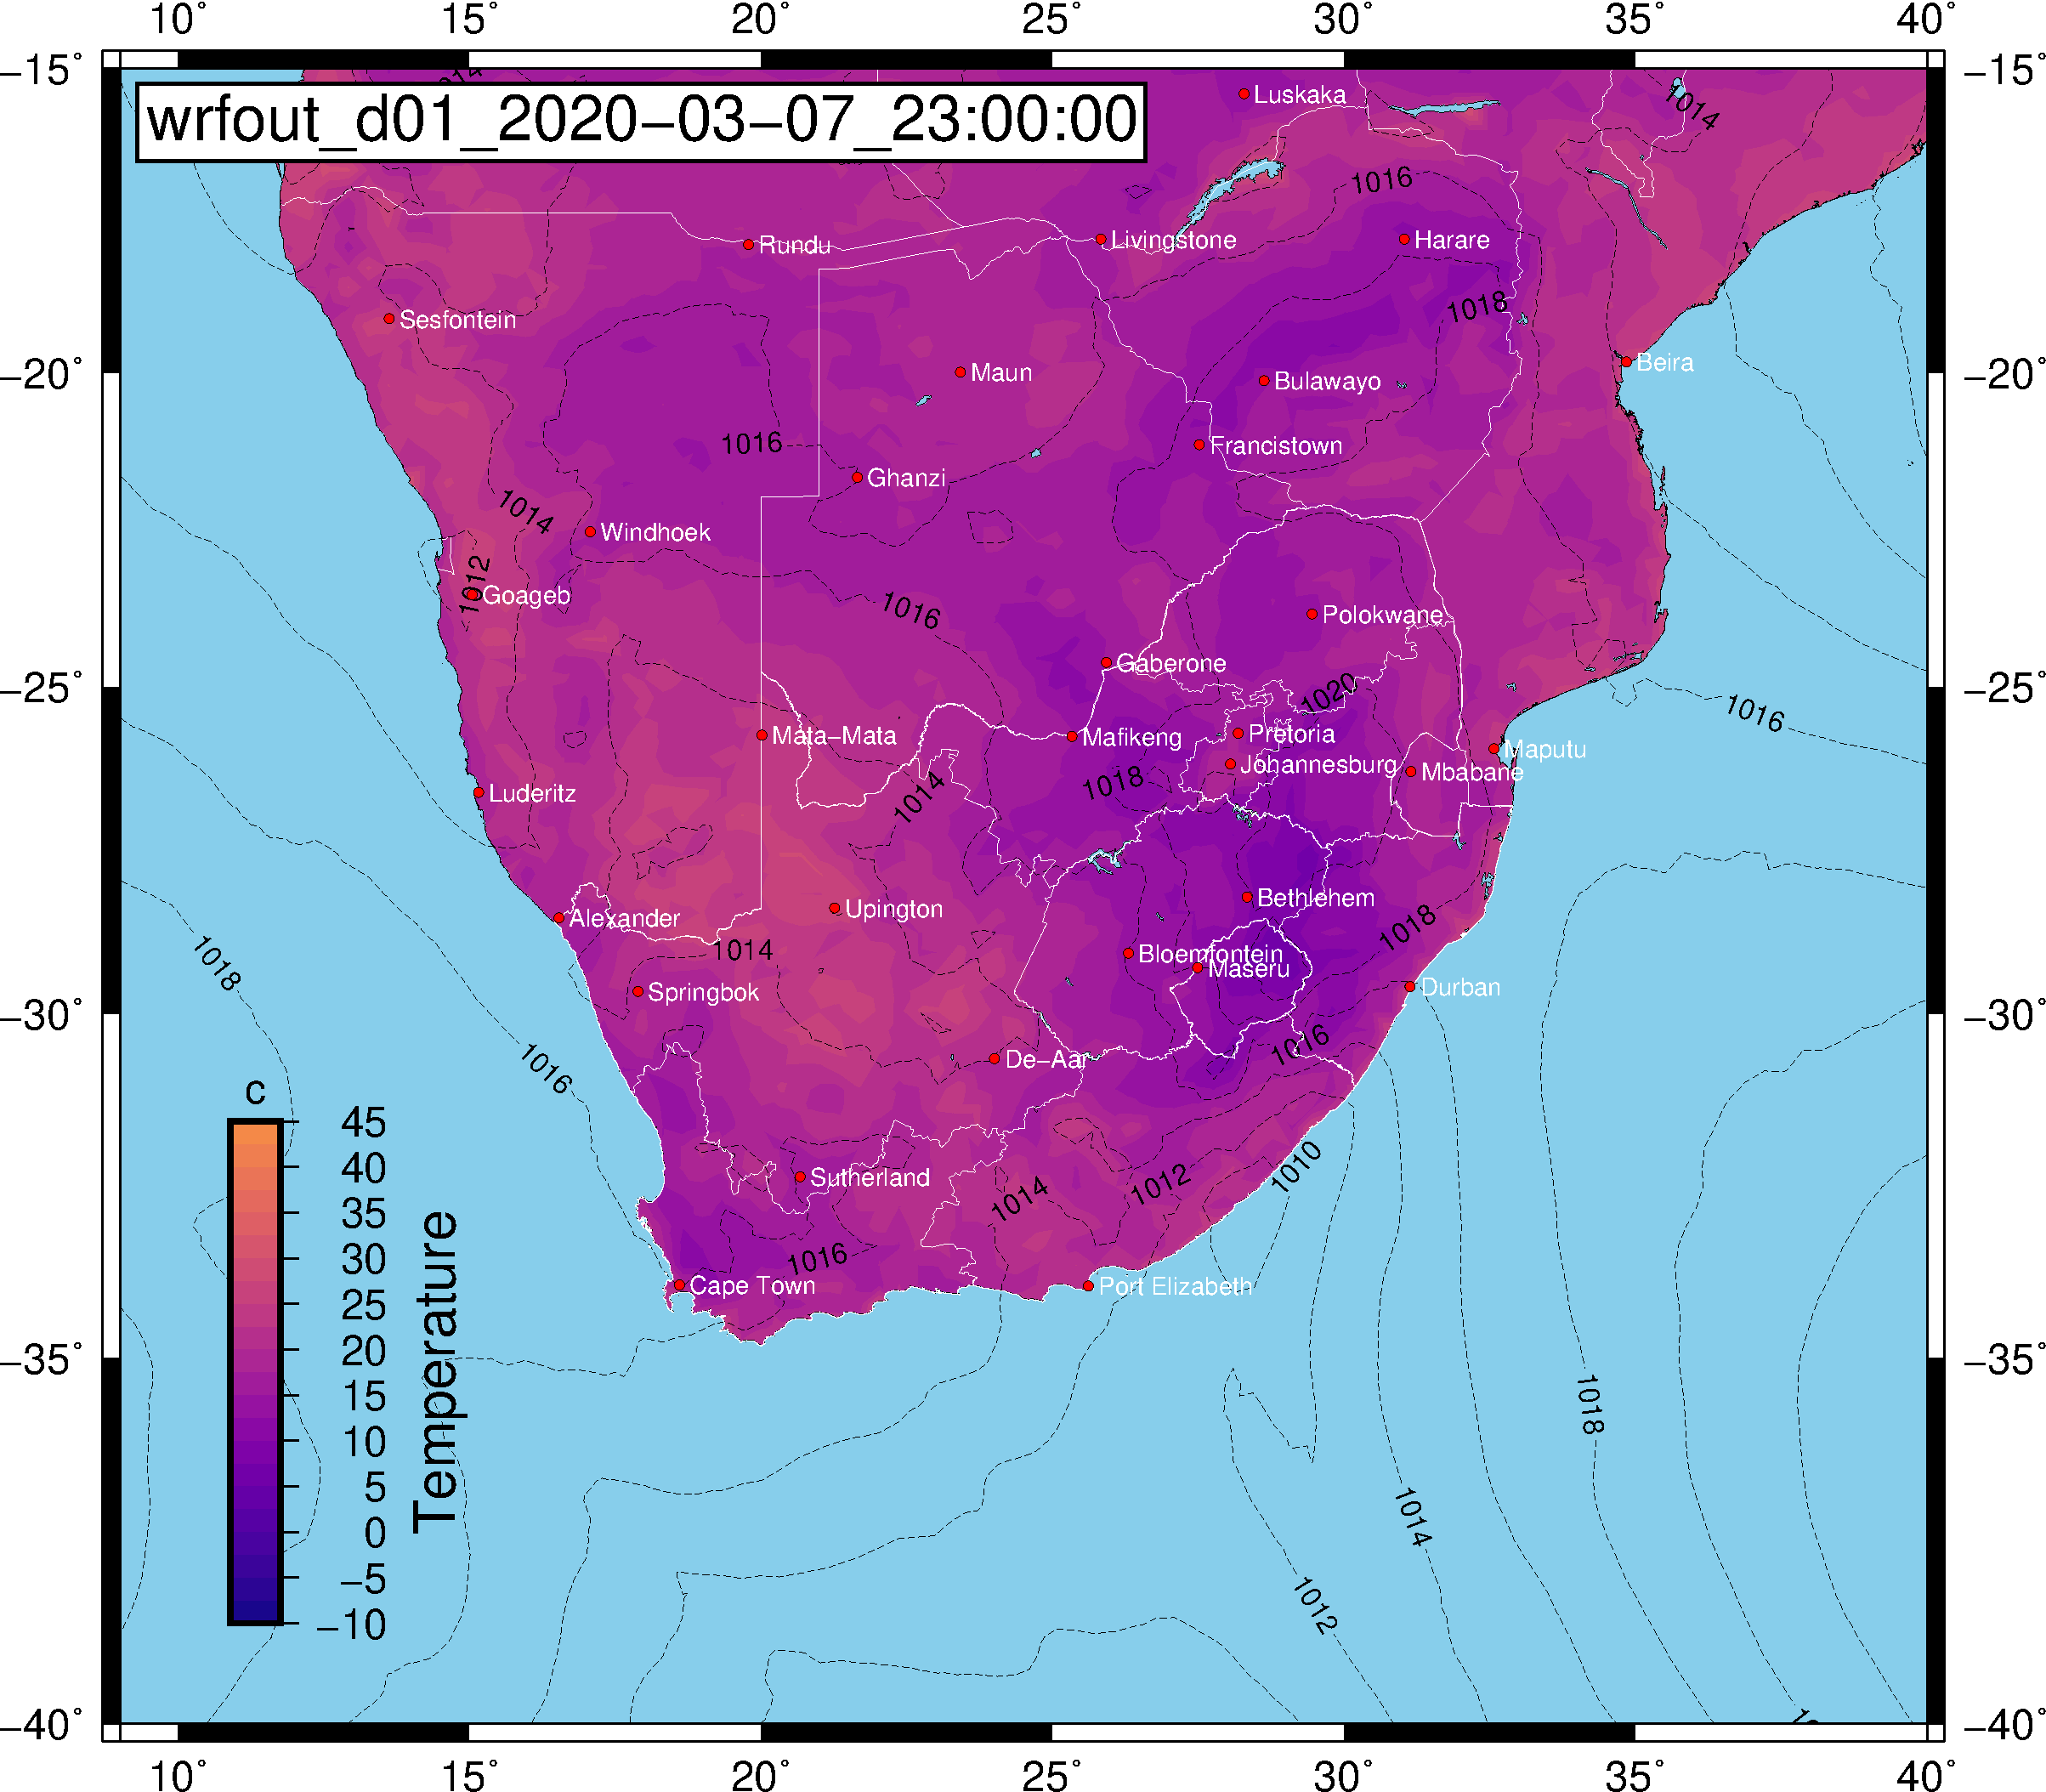 10° 15° 20° 25° 30° 35° 40°
−15° −15°
1014
wrfout_d01_2020−03−07_23:00:00
Luskaka
1014
1016
Rundu
Livingstone
Harare
1018
Sesfontein
Beira
−20° −20°
Maun
Bulawayo
1016
Francistown
Ghanzi
1014
Windhoek
1012
Goageb
1016
Polokwane
Gaberone
−25° −25°
1020
1016
Mata−Mata
Mafikeng
Pretoria
Maputu
Johannesburg
Mbabane
1018
1014
Luderitz
Bethlehem
Upington
Alexander
1018
1014
Bloemfontein
Maseru
1018
Springbok
Durban
−30° −30°
1016
De−Aar
1016
c
45
40
35
30
25
20
15
10
5
0
−5
−10
Temperature
1010
Sutherland
1012
1014
1016
Cape Town
Port Elizabeth
−35° −35°
1018
1014
1012
−40° −40°
10° 15° 20° 25° 30° 35° 40°